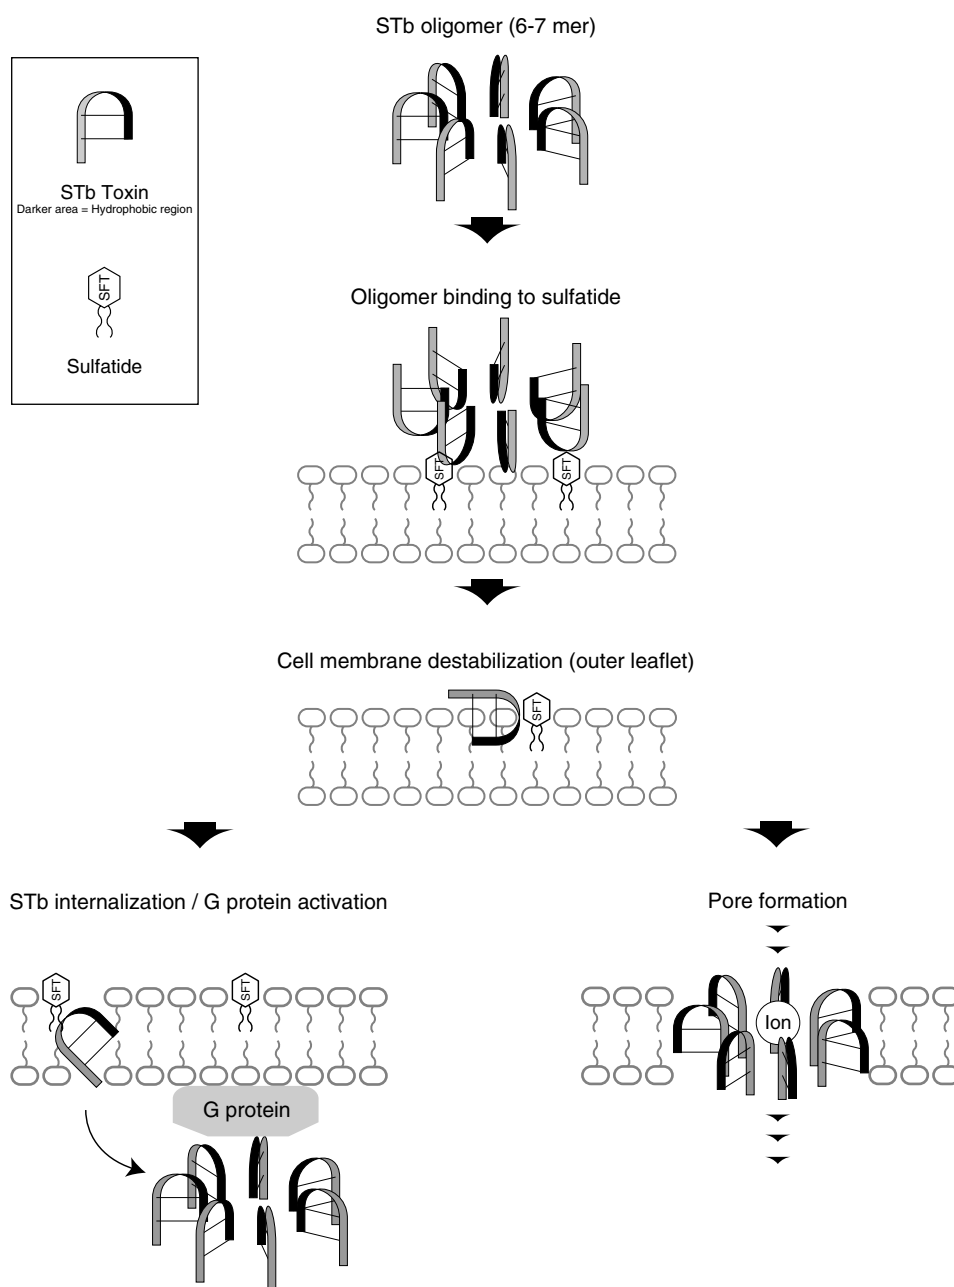 STb oligomer (6-7 mer)
STb Toxin
Darker area = Hydrophobic region
SFT
Sulfatide
Oligomer binding to sulfatide
SFT
SFT
Cell membrane destabilization (outer leaflet)
SFT
STb internalization / G protein activation
SFT
SFT
G protein
Pore formation
Ion